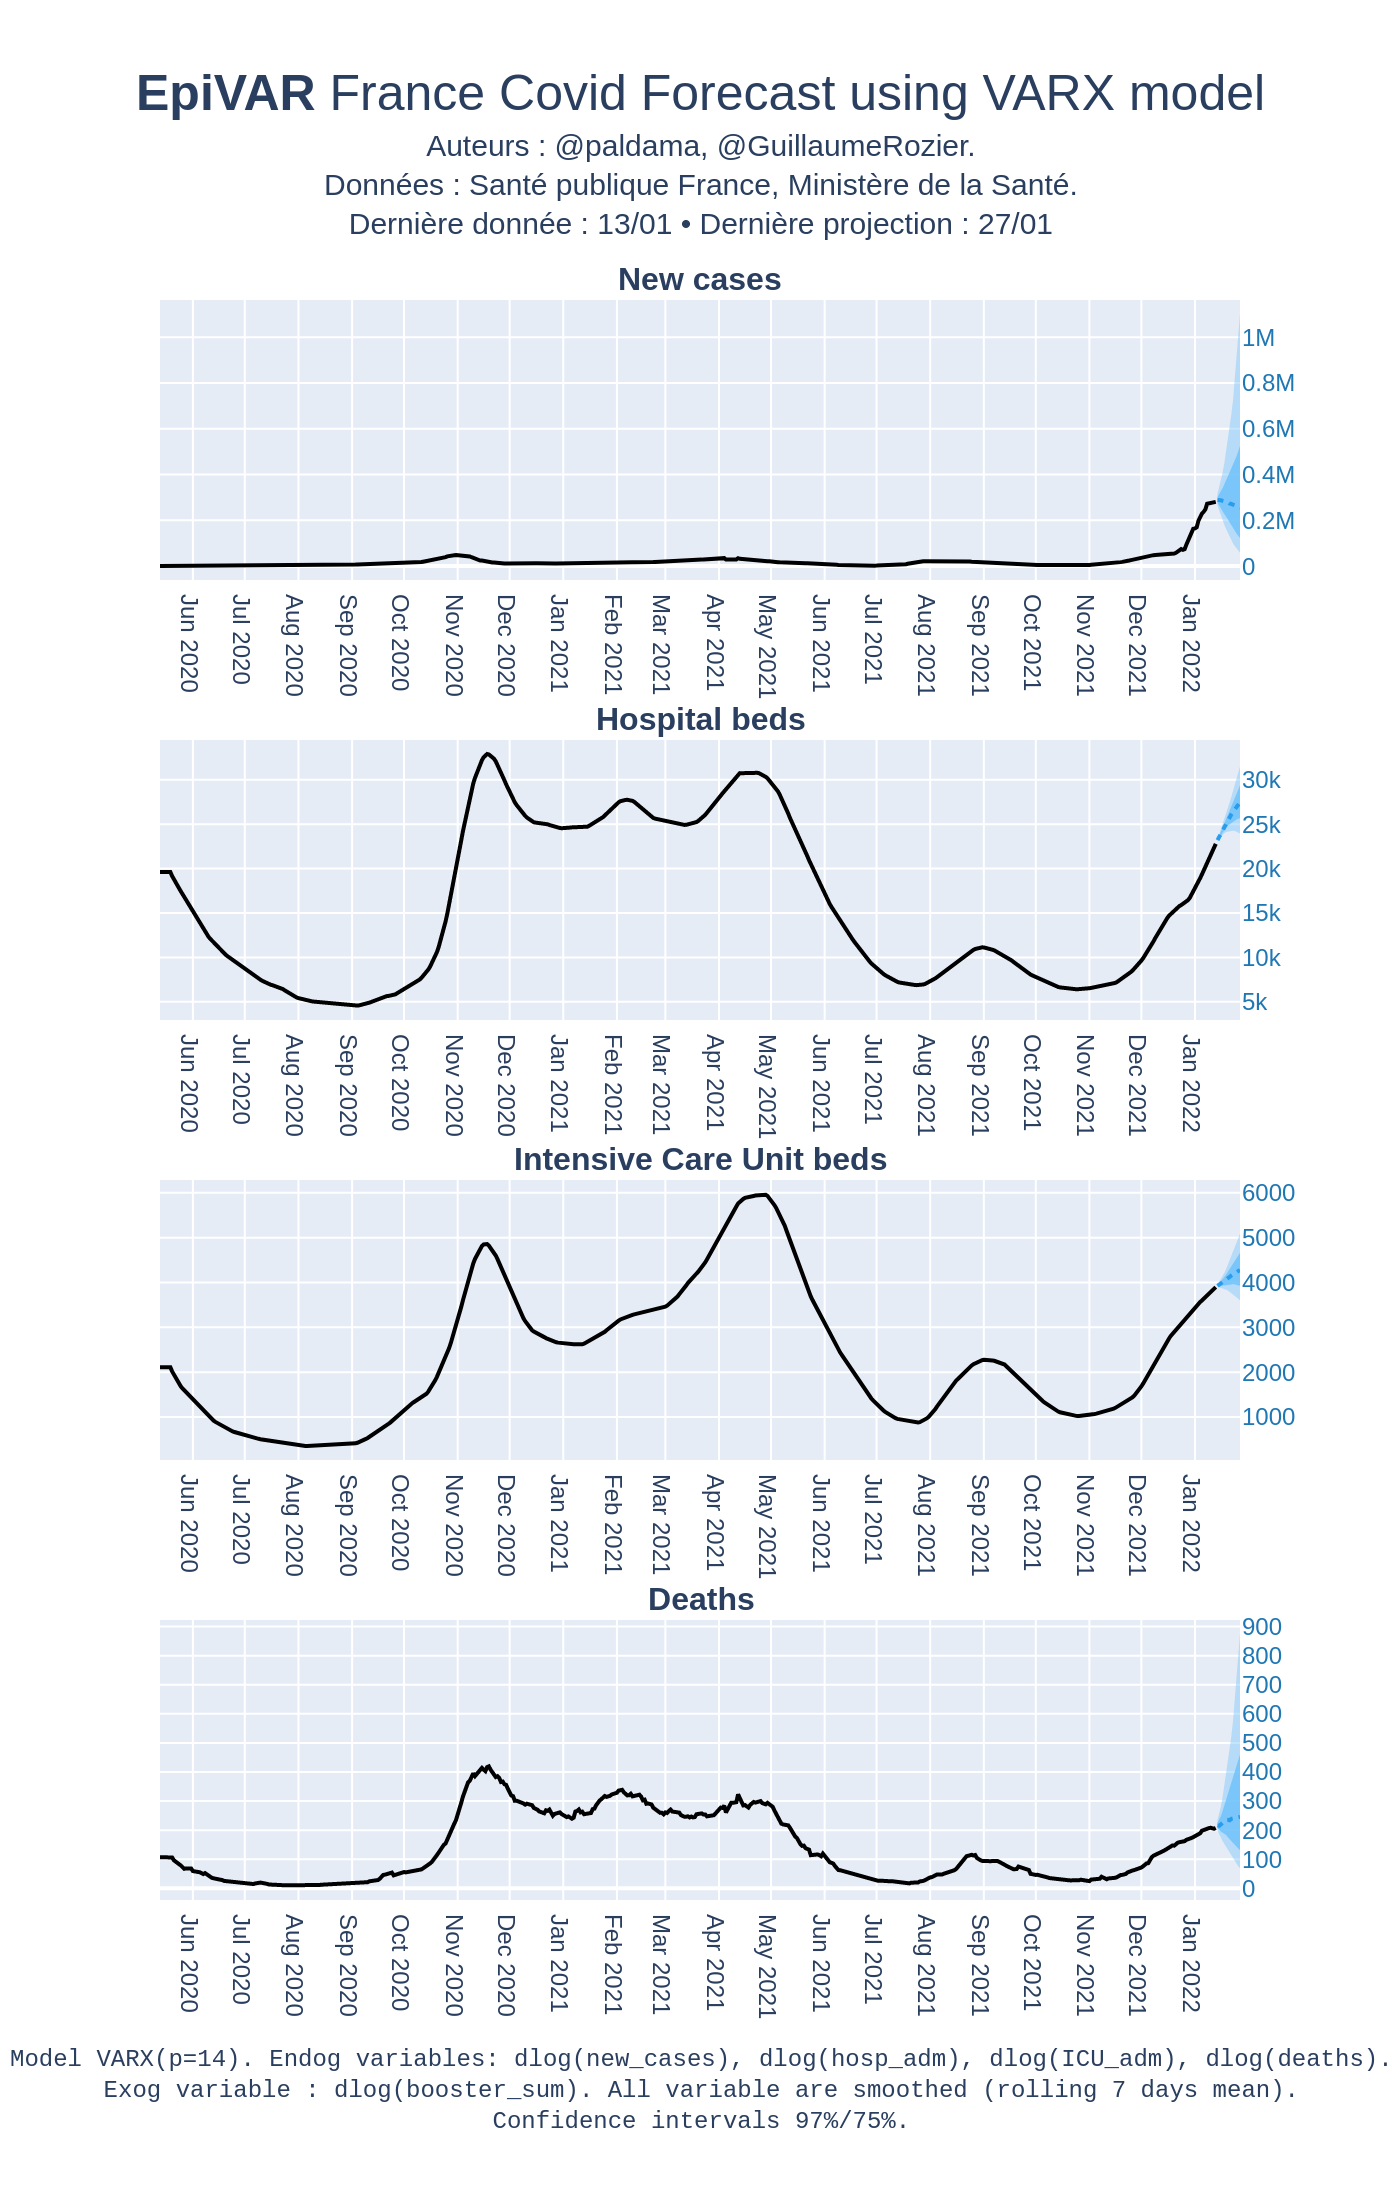 EpiVAR France Covid Forecast using VARX model
Auteurs : @paldama, @GuillaumeRozier.
Données : Santé publique France, Ministère de la Santé.
Dernière donnée : 13/01 • Dernière projection : 27/01
New cases
1M
0.8M
0.6M
0.4M
0.2M
0
Jun 2020
Jul 2020
Aug 2020
Sep 2020
Oct 2020
Nov 2020
Dec 2020
Jan 2021
Feb 2021
Mar 2021
Apr 2021
May 2021
Jun 2021
Jul 2021
Aug 2021
Sep 2021
Oct 2021
Nov 2021
Dec 2021
Jan 2022
Hospital beds
30k
25k
20k
15k
10k
5k
Jun 2020
Jul 2020
Aug 2020
Sep 2020
Oct 2020
Nov 2020
Dec 2020
Jan 2021
Feb 2021
Mar 2021
Apr 2021
May 2021
Jun 2021
Jul 2021
Aug 2021
Sep 2021
Oct 2021
Nov 2021
Dec 2021
Jan 2022
Intensive Care Unit beds
6000
5000
4000
3000
2000
1000
Jun 2020
Jul 2020
Aug 2020
Sep 2020
Oct 2020
Nov 2020
Dec 2020
Jan 2021
Feb 2021
Mar 2021
Apr 2021
May 2021
Jun 2021
Jul 2021
Aug 2021
Sep 2021
Oct 2021
Nov 2021
Dec 2021
Jan 2022
Deaths
900
800
700
600
500
400
300
200
100
0
Jun 2020
Jul 2020
Aug 2020
Sep 2020
Oct 2020
Nov 2020
Dec 2020
Jan 2021
Feb 2021
Mar 2021
Apr 2021
May 2021
Jun 2021
Jul 2021
Aug 2021
Sep 2021
Oct 2021
Nov 2021
Dec 2021
Jan 2022
Model VARX(p=14). Endog variables: dlog(new_cases), dlog(hosp_adm), dlog(ICU_adm), dlog(deaths).
Exog variable : dlog(booster_sum). All variable are smoothed (rolling 7 days mean).
Confidence intervals 97%/75%.